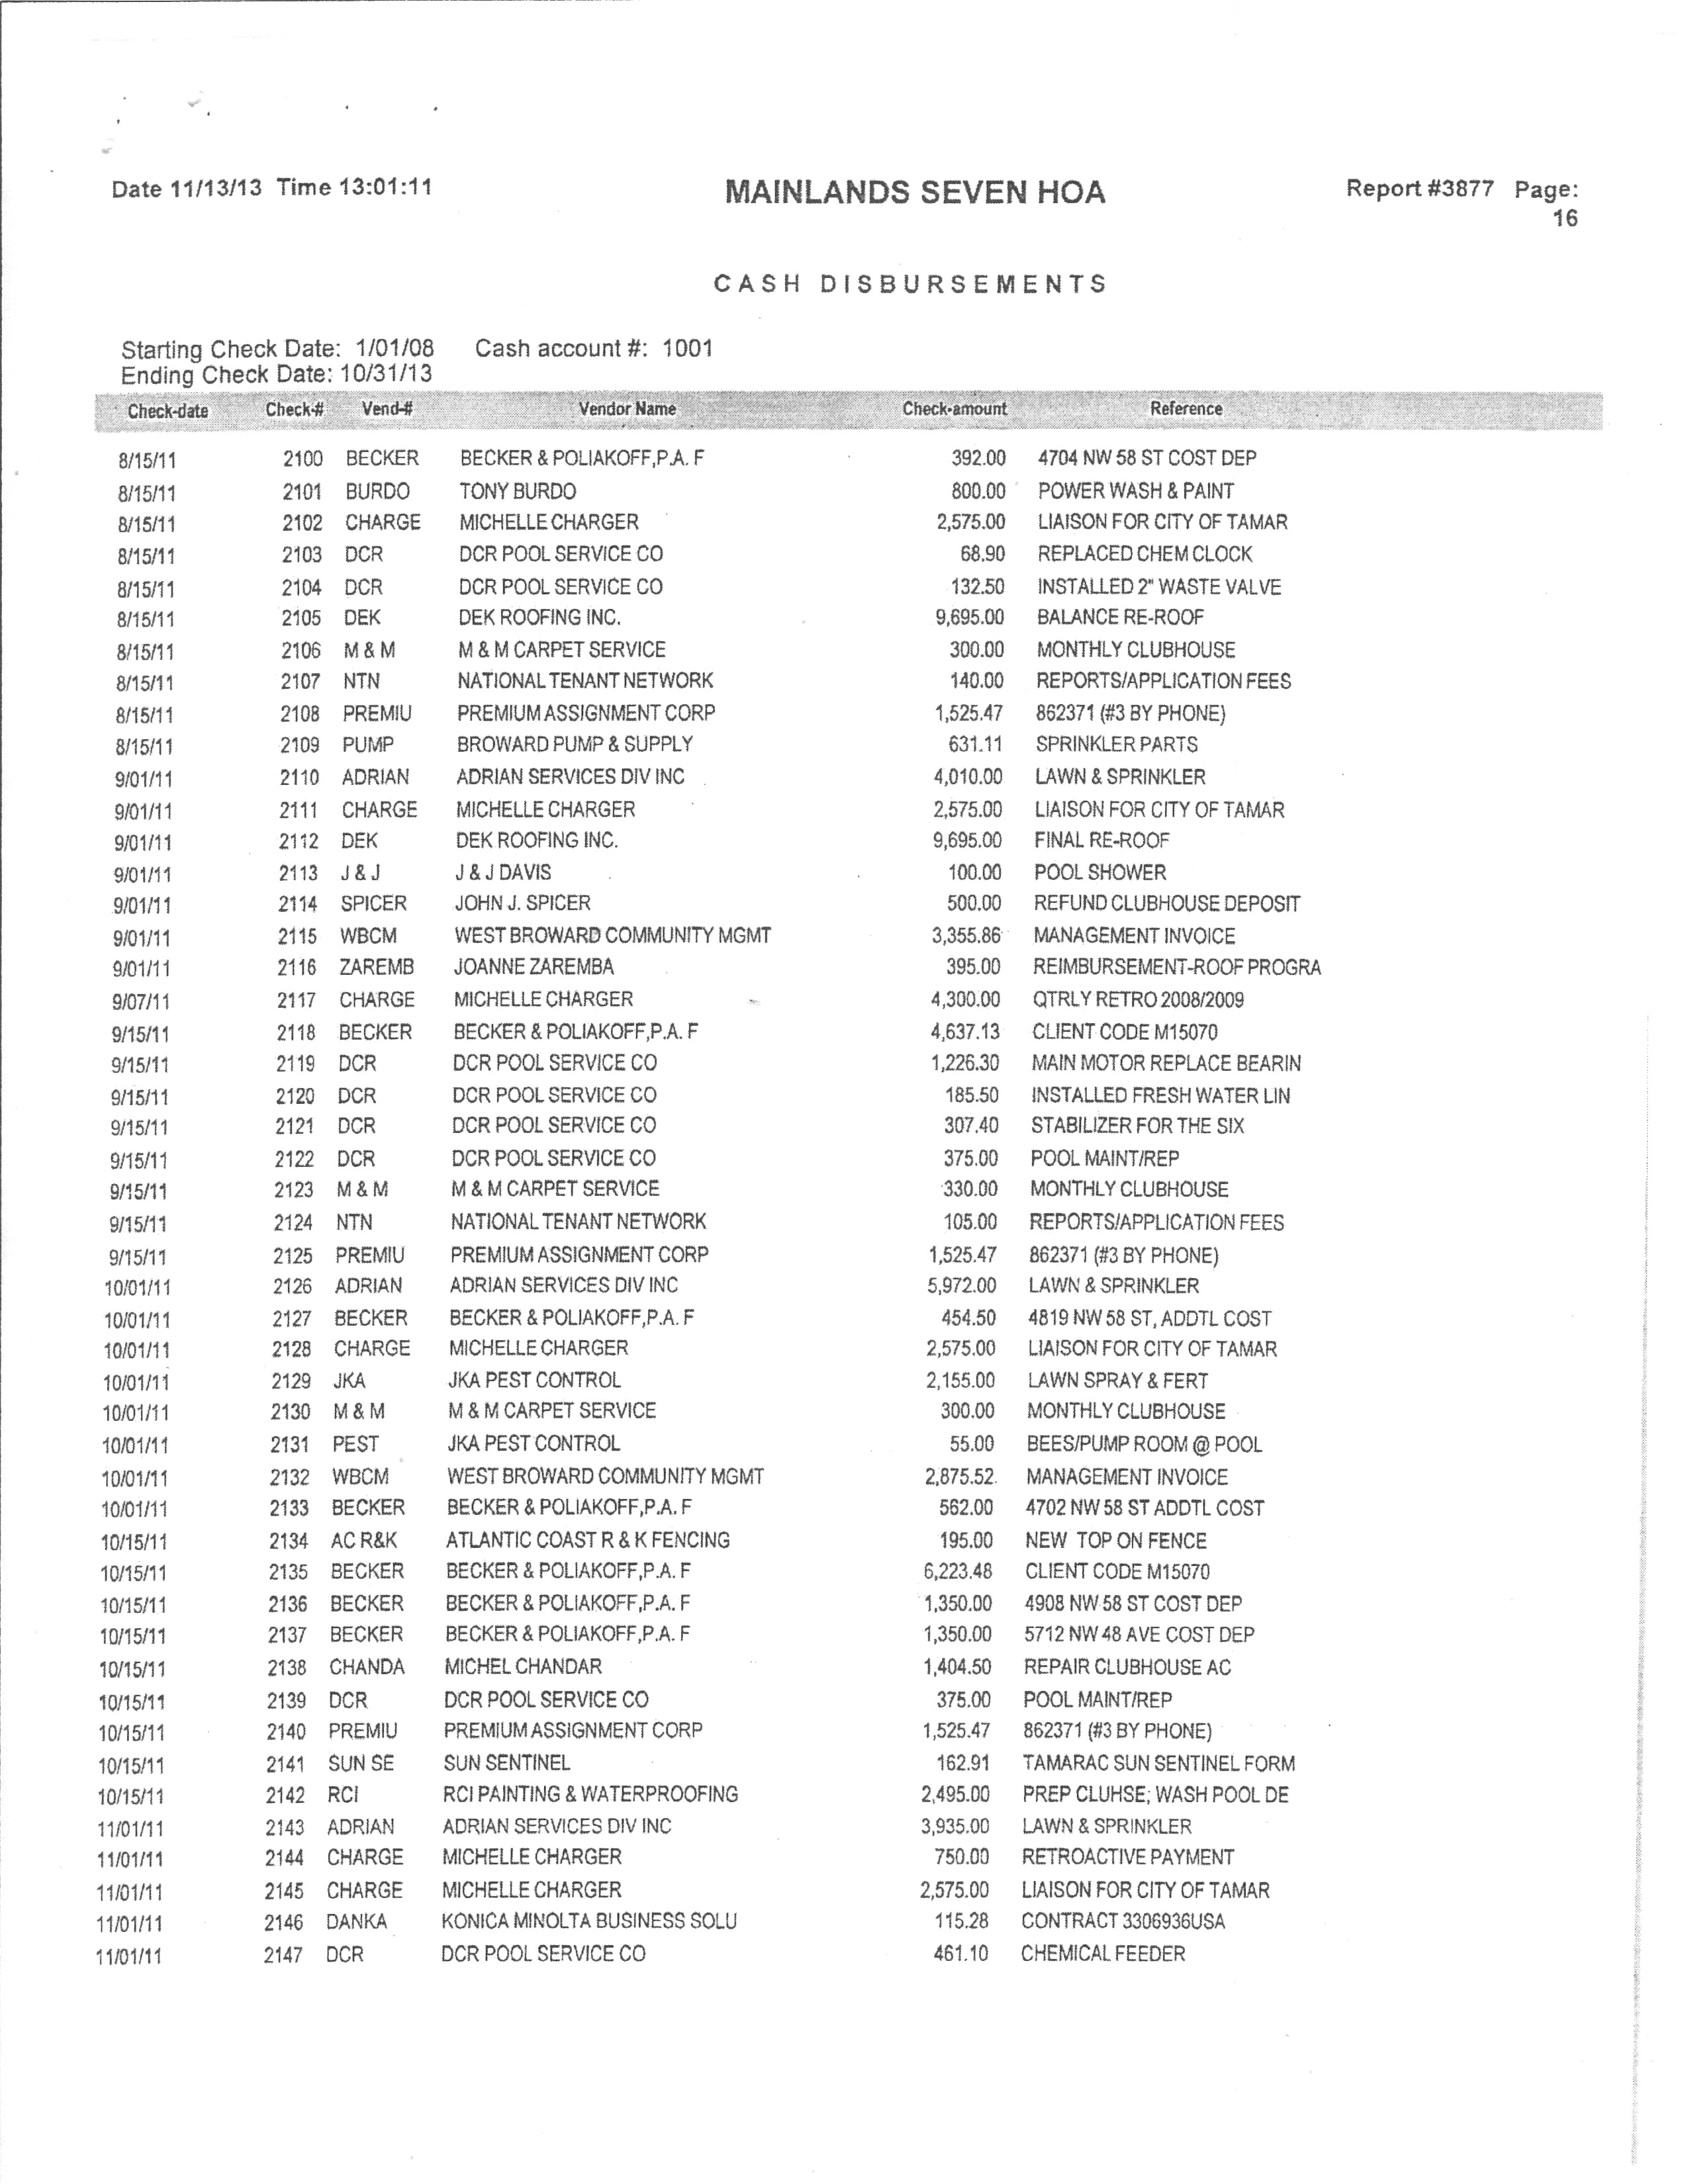 Date 11/13/13 Time 13:01:11 MAINLANDS SEVEN HOA Report #3877 Page:
16
CASH DISBURSEMENTS
Starting Check Date: 1/01/08 Cash account #: 1001
Ending Check Date: 10/31/13
Check-date Check-# Vend-# Vendor Name Check-amount Reference
8/15/11 2100 BECKER BECKER & POLIAKOFF,P.A. F 392.00 4704 NW 58 ST COST DEP
8/15/11 2101 BURDO TONY BURDO 800.00 POWER WASH & PAINT
8/15/11 2102 CHARGE MICHELLE CHARGER 2,575.00 LIAISON FOR CITY OF TAMAR
8/15/11 2103 DCR DCR POOL SERVICE CO 68.90 REPLACED CHEM CLOCK
8/15/11 2104 DCR DCR POOL SERVICE CO 132.50 INSTALLED 2" WASTE VALVE
8/15/11 2105 DEK DEK ROOFING INC. 9,695.00 BALANCE RE-ROOF
8/15/11 2106 M & M M & M CARPET SERVICE 300.00 MONTHLY CLUBHOUSE
8/15/11 2107 NTN NATIONAL TENANT NETWORK 140.00 REPORTS/APPLICATION FEES
8/15/11 2108 PREMIU PREMIUM ASSIGNMENT CORP 1,525.47 862371 (#3 BY PHONE)
8/15/11 2109 PUMP BROWARD PUMP & SUPPLY 631.11 SPRINKLER PARTS
9/01/11 2110 ADRIAN ADRIAN SERVICES DIV INC 4,010.00 LAWN & SPRINKLER
9/01/11 2111 CHARGE MICHELLE CHARGER 2,575.00 LIAISON FOR CITY OF TAMAR
9/01/11 2112 DEK DEK ROOFING INC. 9,695.00 FINAL RE-ROOF
9/01/11 2113 J & J J & J DAVIS 100.00 POOL SHOWER
9/01/11 2114 SPICER JOHN J. SPICER 500.00 REFUND CLUBHOUSE DEPOSIT
9/01/11 2115 WBCM WEST BROWARD COMMUNITY MGMT 3,355.86 MANAGEMENT INVOICE
9/01/11 2116 ZAREMB JOANNE ZAREMBA 395.00 REIMBURSEMENT-ROOF PROGRA
9/07/11 2117 CHARGE MICHELLE CHARGER 4,300.00 QTRLY RETRO 2008/2009
9/15/11 2118 BECKER BECKER & POLIAKOFF,P.A. F 4,637.13 CLIENT CODE M15070
9/15/11 2119 DCR DCR POOL SERVICE CO 1,226.30 MAIN MOTOR REPLACE BEARIN
9/15/11 2120 DCR DCR POOL SERVICE CO 185.50 INSTALLED FRESH WATER LIN
9/15/11 2121 DCR DCR POOL SERVICE CO 307.40 STABILIZER FOR THE SIX
9/15/11 2122 DCR DCR POOL SERVICE CO 375.00 POOL MAINT/REP
9/15/11 2123 M & M M & M CARPET SERVICE 330.00 MONTHLY CLUBHOUSE
9/15/11 2124 NTN NATIONAL TENANT NETWORK 105.00 REPORTS/APPLICATION FEES
9/15/11 2125 PREMIU PREMIUM ASSIGNMENT CORP 1,525.47 862371 (#3 BY PHONE)
10/01/11 2126 ADRIAN ADRIAN SERVICES DIV INC 5,972.00 LAWN & SPRINKLER
10/01/11 2127 BECKER BECKER & POLIAKOFF,P.A. F 454.50 4819 NW 58 ST, ADDTL COST
10/01/11 2128 CHARGE MICHELLE CHARGER 2,575.00 LIAISON FOR CITY OF TAMAR
10/01/11 2129 JKA JKA PEST CONTROL 2,155.00 LAWN SPRAY & FERT
10/01/11 2130 M & M M & M CARPET SERVICE 300.00 MONTHLY CLUBHOUSE
10/01/11 2131 PEST JKA PEST CONTROL 55.00 BEES/PUMP ROOM @ POOL
10/01/11 2132 WBCM WEST BROWARD COMMUNITY MGMT 2,875.52 MANAGEMENT INVOICE
10/01/11 2133 BECKER BECKER & POLIAKOFF,P.A. F 562.00 4702 NW 58 ST ADDTL COST
10/15/11 2134 AC R&K ATLANTIC COAST R & K FENCING 195.00 NEW TOP ON FENCE
10/15/11 2135 BECKER BECKER & POLIAKOFF,P.A. F 6,223.48 CLIENT CODE M15070
10/15/11 2136 BECKER BECKER & POLIAKOFF,P.A. F 1,350.00 4908 NW 58 ST COST DEP
10/15/11 2137 BECKER BECKER & POLIAKOFF,P.A. F 1,350.00 5712 NW 48 AVE COST DEP
10/15/11 2138 CHANDA MICHEL CHANDAR 1,404.50 REPAIR CLUBHOUSE AC
10/15/11 2139 DCR DCR POOL SERVICE CO 375.00 POOL MAINT/REP
10/15/11 2140 PREMIU PREMIUM ASSIGNMENT CORP 1,525.47 862371 (#3 BY PHONE)
10/15/11 2141 SUN SE SUN SENTINEL 162.91 TAMARAC SUN SENTINEL FORM
10/15/11 2142 RCI RCI PAINTING & WATERPROOFING 2,495.00 PREP CLUHSE; WASH POOL DE
11/01/11 2143 ADRIAN ADRIAN SERVICES DIV INC 3,935.00 LAWN & SPRINKLER
11/01/11 2144 CHARGE MICHELLE CHARGER 750.00 RETROACTIVE PAYMENT
11/01/11 2145 CHARGE MICHELLE CHARGER 2,575.00 LIAISON FOR CITY OF TAMAR
11/01/11 2146 DANKA KONICA MINOLTA BUSINESS SOLU 115.28 CONTRACT 3306936USA
11/01/11 2147 DCR DCR POOL SERVICE CO 461.10 CHEMICAL FEEDER